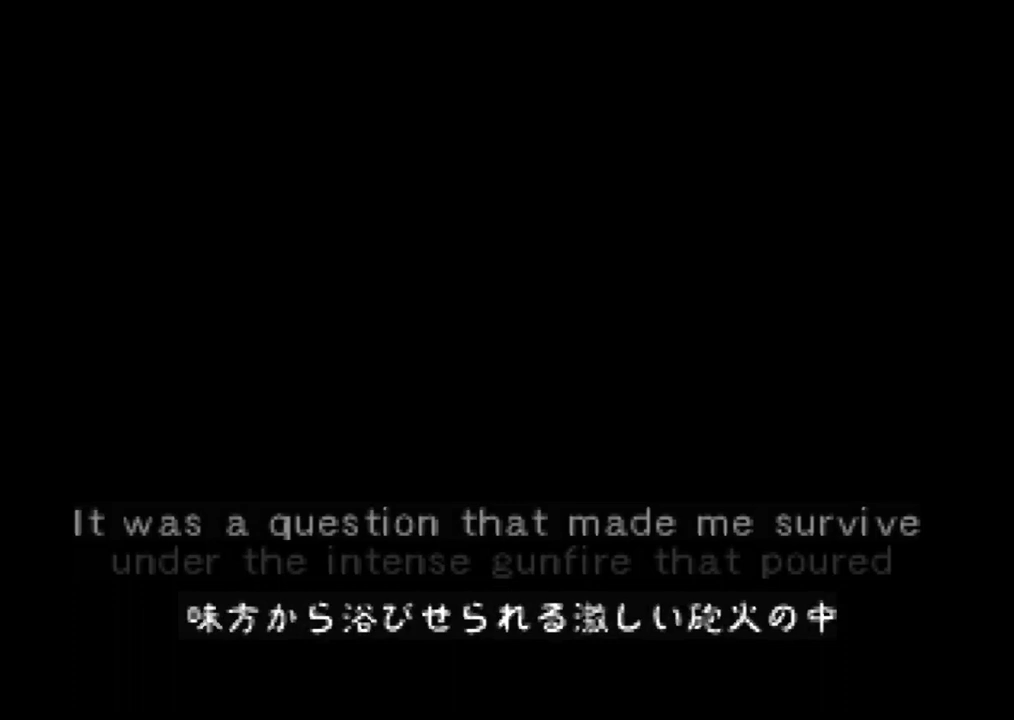 It was a question that made me survive
under the intense gunfire that poured
味方から浴びせられる激しい砲火の中